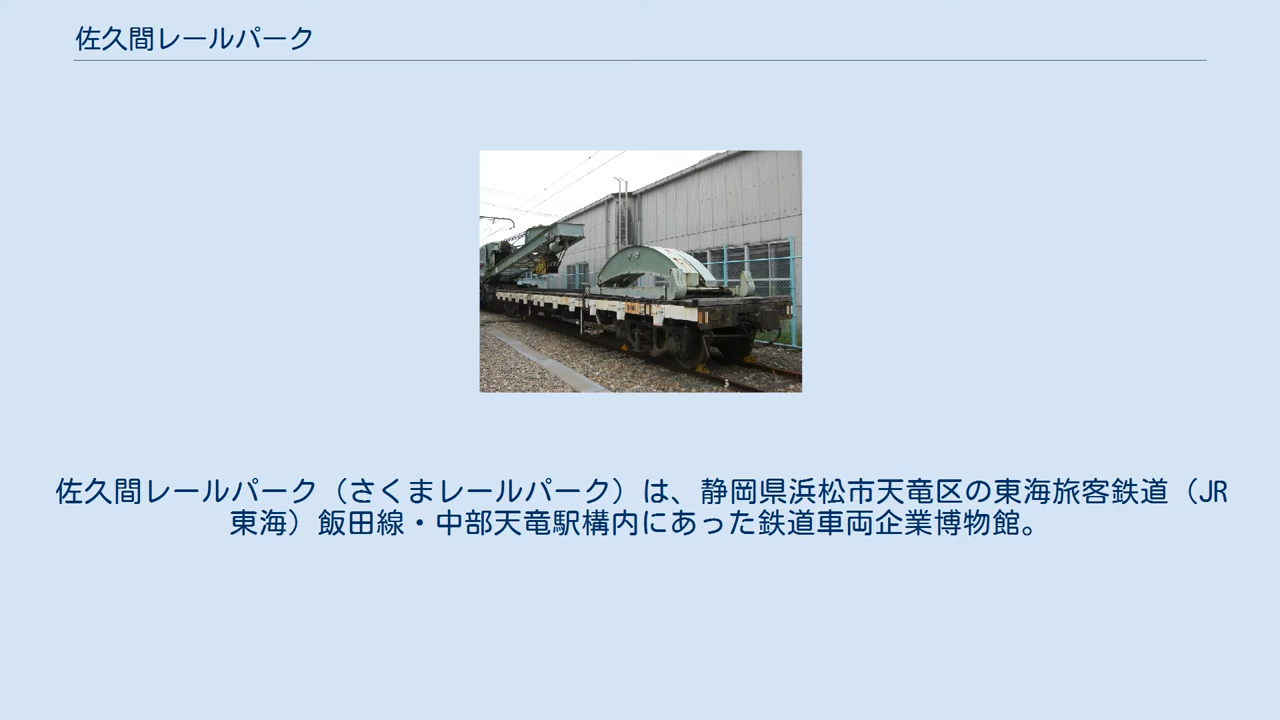 佐久間レールパーク
佐久間レールパーク（さくまレールパーク）は、静岡県浜松市天竜区の東海旅客鉄道（JR
東海）飯田線・中部天竜駅構内にあった鉄道車両企業博物館。